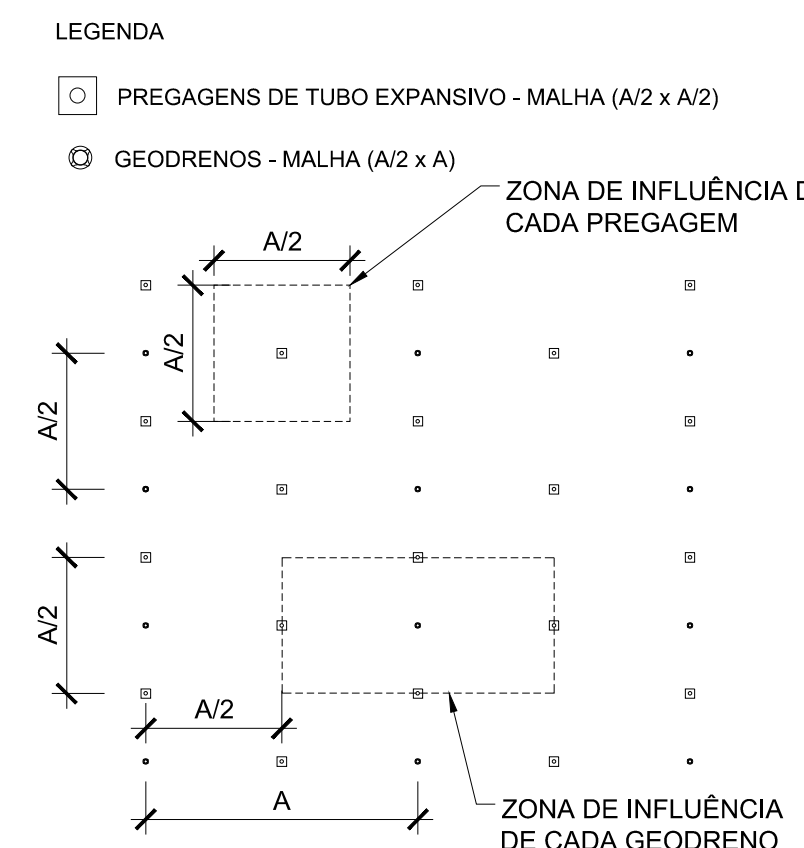 LEGENDA
PREGAGENS DE TUBO EXPANSIVO - MALHA (A/2 x A/2)
GEODRENOS - MALHA (A/2 x A)
ZONA DE INFLUÊNCIA
CADA PREGAGEM
A/2
A/2
A/2
A/2
A/2
A
ZONA DE INFLUÊNCIA
DE CADA GEODRENO